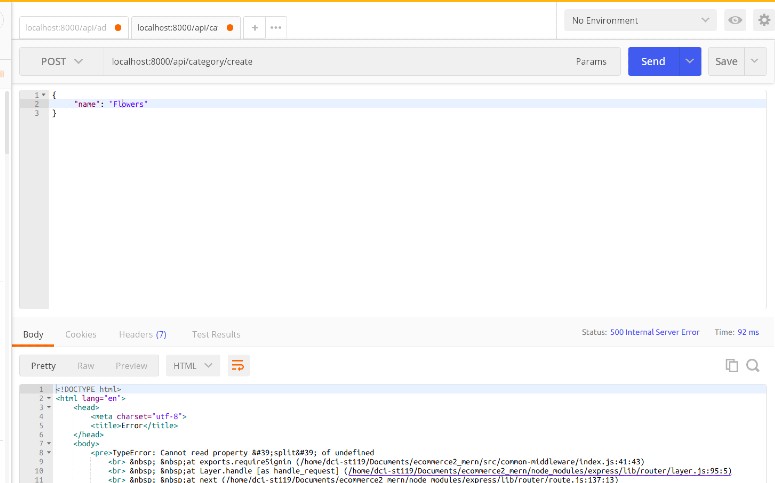 localhost:8000/api/ad
localhost:8000/api/ca
+
•••
No Environment
POST
localhost:8000/api/category/create
Params
Send
Save
1 {
2 "name": "Flowers"
3 }
Body
Cookies
Headers (7)
Test Results
Status: 500 Internal Server Error
Time: 92 ms
Pretty
Raw
Preview
HTML
1 <!DOCTYPE html>
2 <html lang="en">
3 <head>
4 <meta charset="utf-8">
5 <title>Error</title>
6 </head>
7 <body>
8 <pre>TypeError: Cannot read property &#39;split&#39; of undefined
9 <br> &nbsp; &nbsp;at exports.requireSignin (/home/dci-st119/Documents/ecommerce2_mern/src/common-middleware/index.js:41:43)
10 <br> &nbsp; &nbsp;at Layer.handle [as handle_request] (/home/dci-st119/Documents/ecommerce2_mern/node_modules/express/lib/router/layer.js:95:5)
11 <br> &nbsp; &nbsp;at next (/home/dci-st119/Documents/ecommerce2_mern/node_modules/express/lib/router/route.js:137:13)